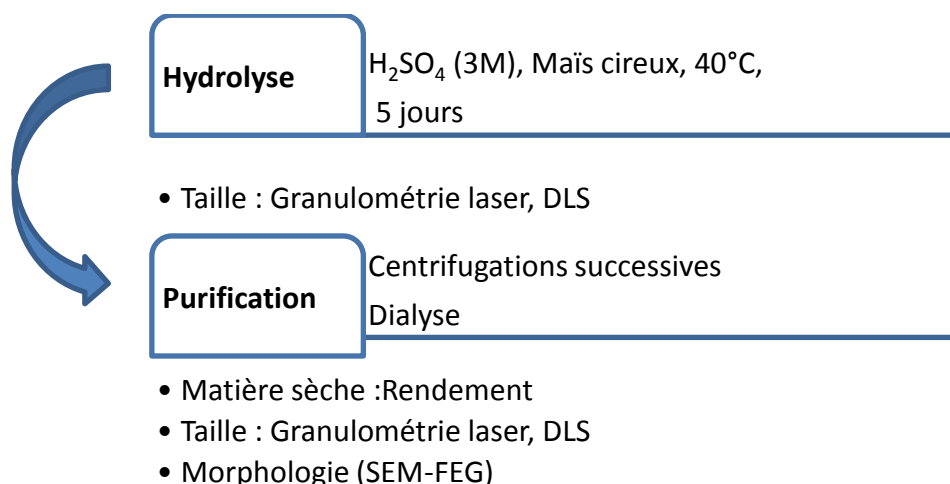 Hydrolyse
H₂SO₄ (3M), Maïs cireux, 40°C,
5 jours
• Taille : Granulométrie laser, DLS
Purification
Centrifugations successives
Dialyse
• Matière sèche :Rendement
• Taille : Granulométrie laser, DLS
• Morphologie (SEM-FEG)